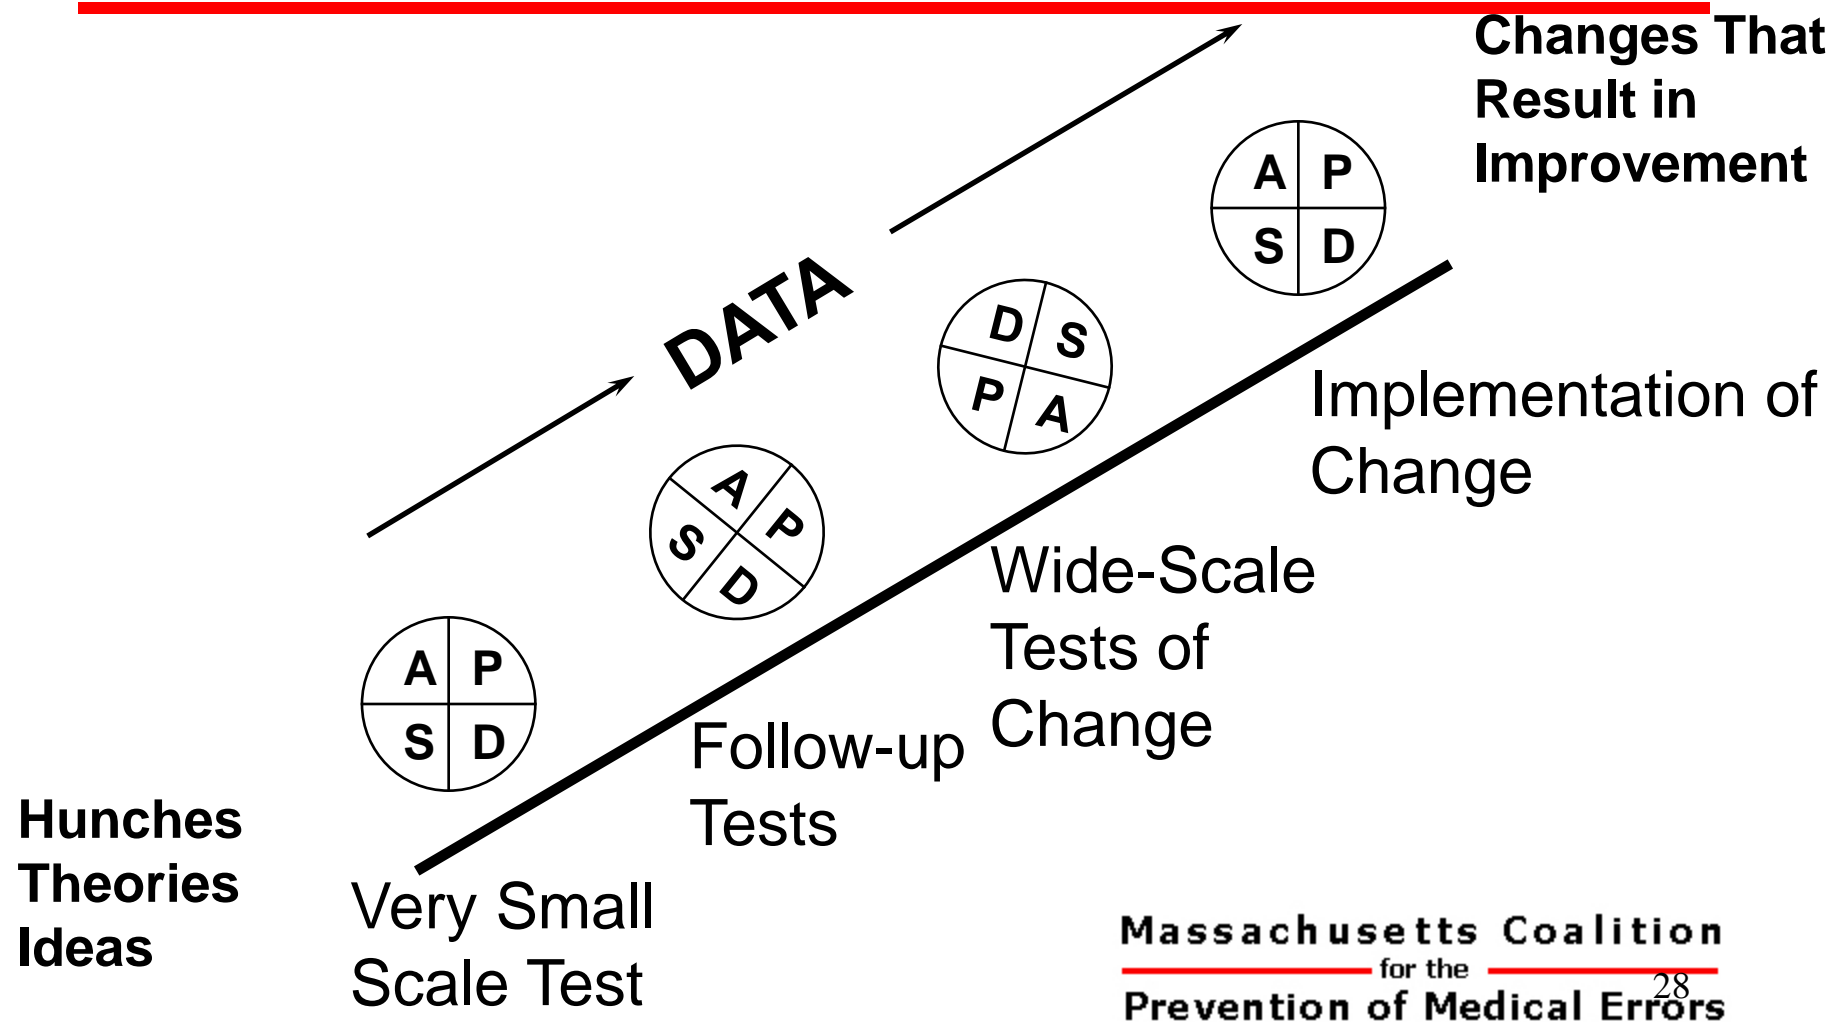 Changes That
Result in
Improvement
A P
S D
DATA
D S
P A
Implementation of
Change
A P
S D
Wide-Scale
Tests of
Change
A P
S D
Follow-up
Tests
Hunches
Theories
Ideas
Very Small
Scale Test
Massachusetts Coalition
for the
Prevention of Medical Errors
28